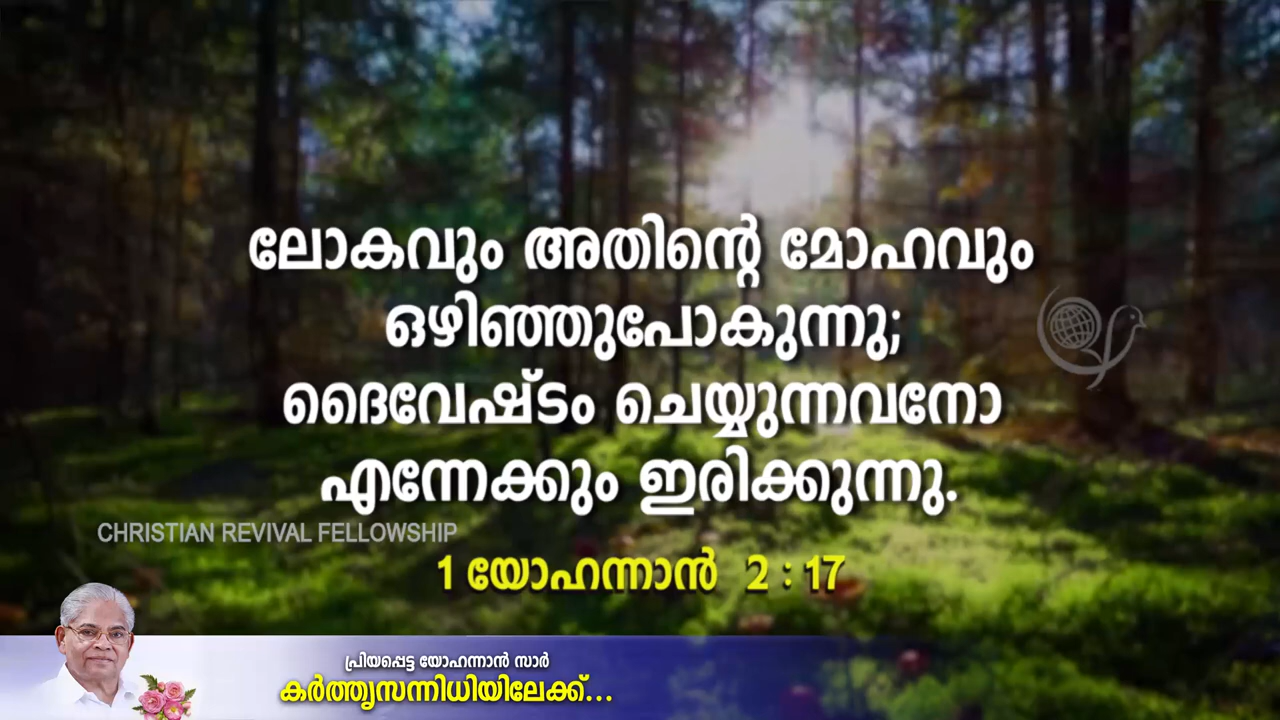 ലോകവും അതിന്റെ മോഹവും
ഒഴിഞ്ഞുപോകുന്നു;
ദൈവേഷ്ടം ചെയ്യുന്നവനോ
എന്നേക്കും ഇരിക്കുന്നു.
CHRISTIAN REVIVAL FELLOWSHIP
1 യോഹന്നാൻ 2 : 17
പ്രിയപ്പെട്ട യോഹന്നാൻ സാർ
കർത്തൃസന്നിധിയിലേക്ക്...